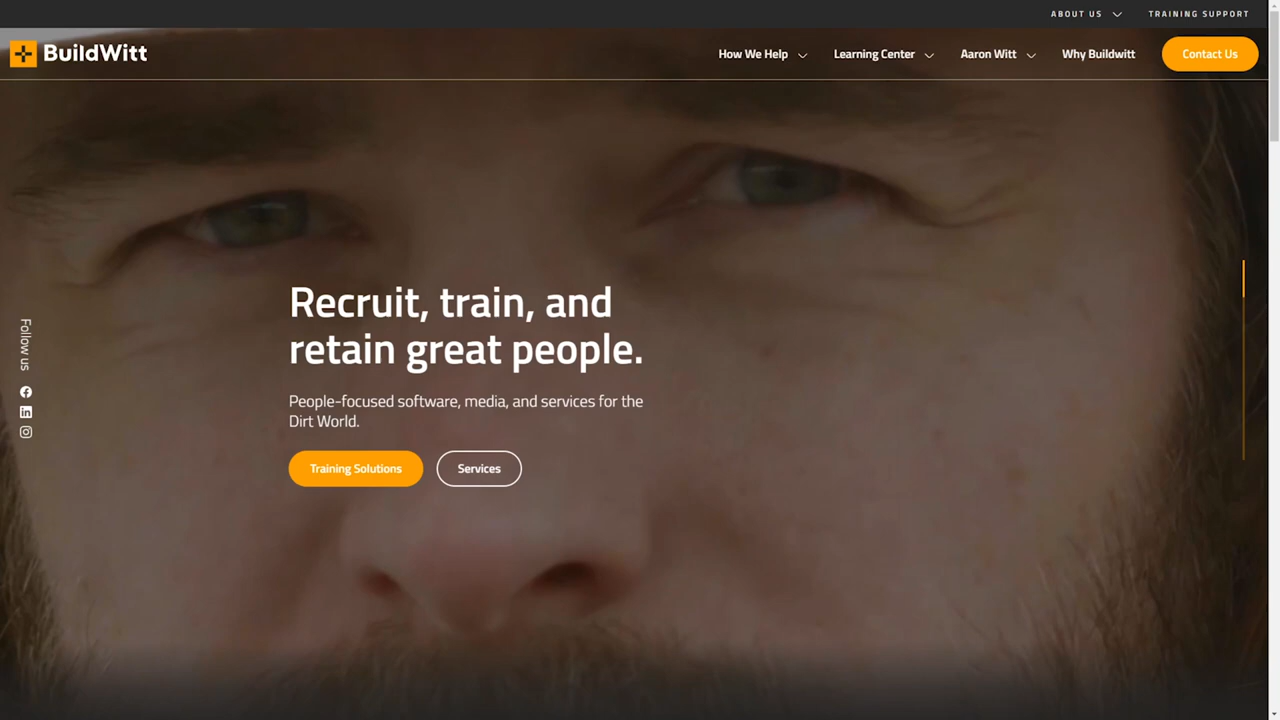 ABOUT US
TRAINING SUPPORT
BuildWitt
How We Help
Learning Center
Aaron Witt
Why Buildwitt
Contact Us
Follow us
Recruit, train, and
retain great people.
People-focused software, media, and services for the
Dirt World.
Training Solutions
Services